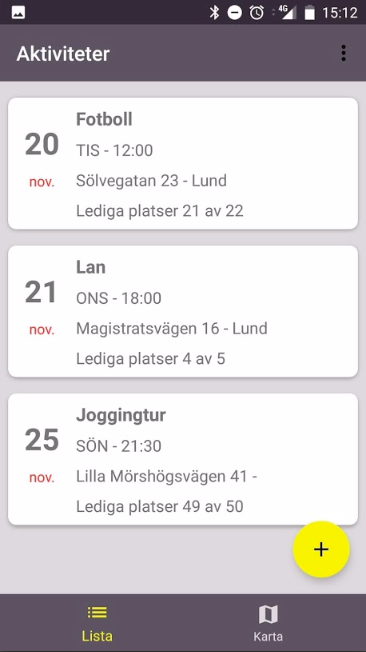 4G 15:12
Aktiviteter
Fotboll
20
TIS - 12:00
nov.
Sölvegatan 23 - Lund
Lediga platser 21 av 22
Lan
21
ONS - 18:00
nov.
Magistratsvägen 16 - Lund
Lediga platser 4 av 5
Joggingtur
25
SÖN - 21:30
nov.
Lilla Mörshögsvägen 41 -
Lediga platser 49 av 50
+
Lista
Karta